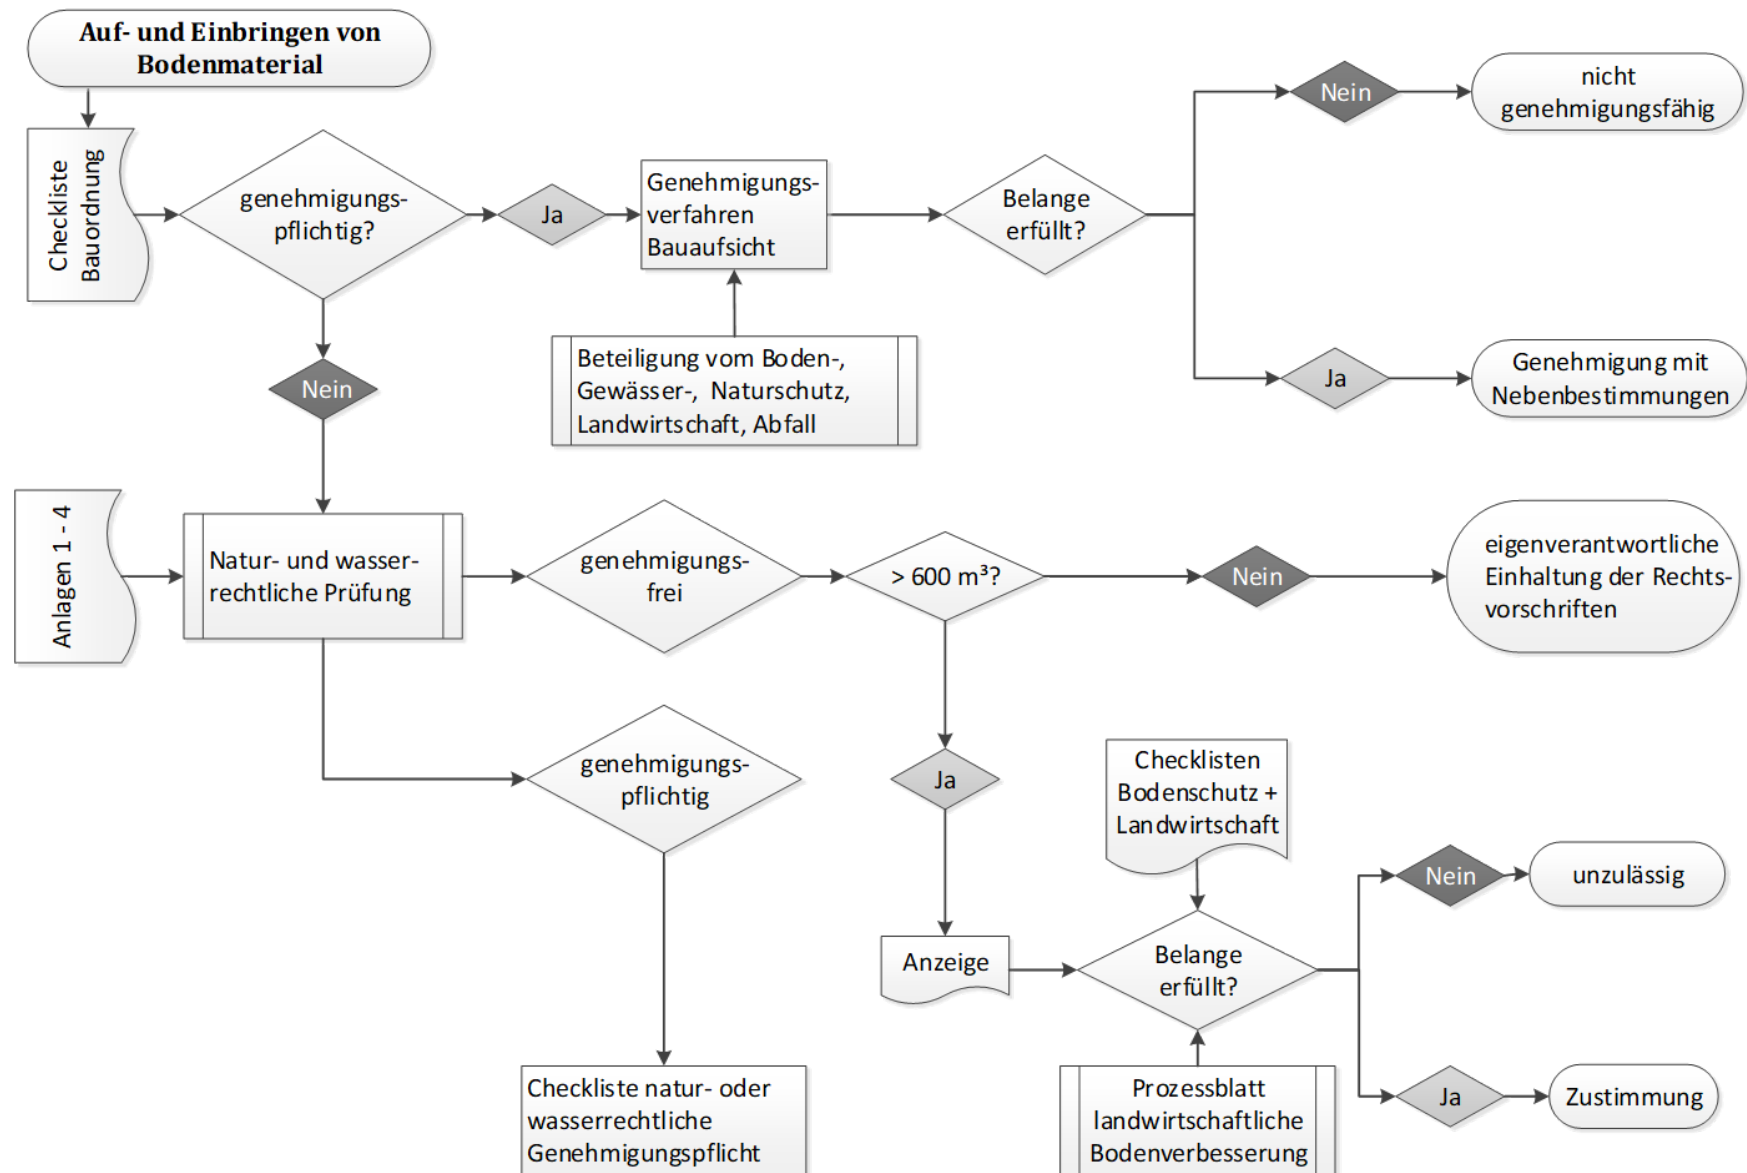 Auf- und Einbringen von
Bodenmaterial
Checkliste
Bauordnung
genehmigungs-
pflichtig?
Ja
Genehmigungs-
verfahren
Bauaufsicht
Belange
erfüllt?
Nein
nicht
genehmigungsfähig
Ja
Genehmigung mit
Nebenbestimmungen
Beteiligung vom Boden-,
Gewässer-, Naturschutz,
Landwirtschaft, Abfall
Nein
Anlagen 1 - 4
Natur- und wasser-
rechtliche Prüfung
genehmigungs-
frei
> 600 m³?
Nein
eigenverantwortliche
Einhaltung der Rechts-
vorschriften
genehmigungs-
pflichtig
Ja
Checklisten
Bodenschutz +
Landwirtschaft
Anzeige
Belange
erfüllt?
Nein
unzulässig
Ja
Zustimmung
Checkliste natur- oder
wasserrechtliche
Genehmigungspflicht
Prozessblatt
landwirtschaftliche
Bodenverbesserung